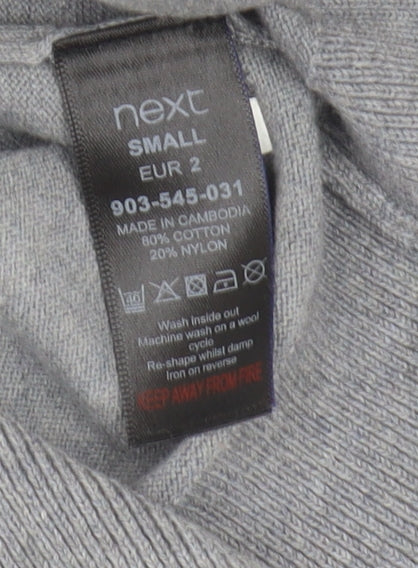 next
SMALL
EUR 2
903-545-031
MADE IN CAMBODIA
80% COTTON
20% NYLON
40
Wash inside out
Machine wash on a wool
cycle
Re-shape whilst damp
Iron on reverse
KEEP AWAY FROM FIRE